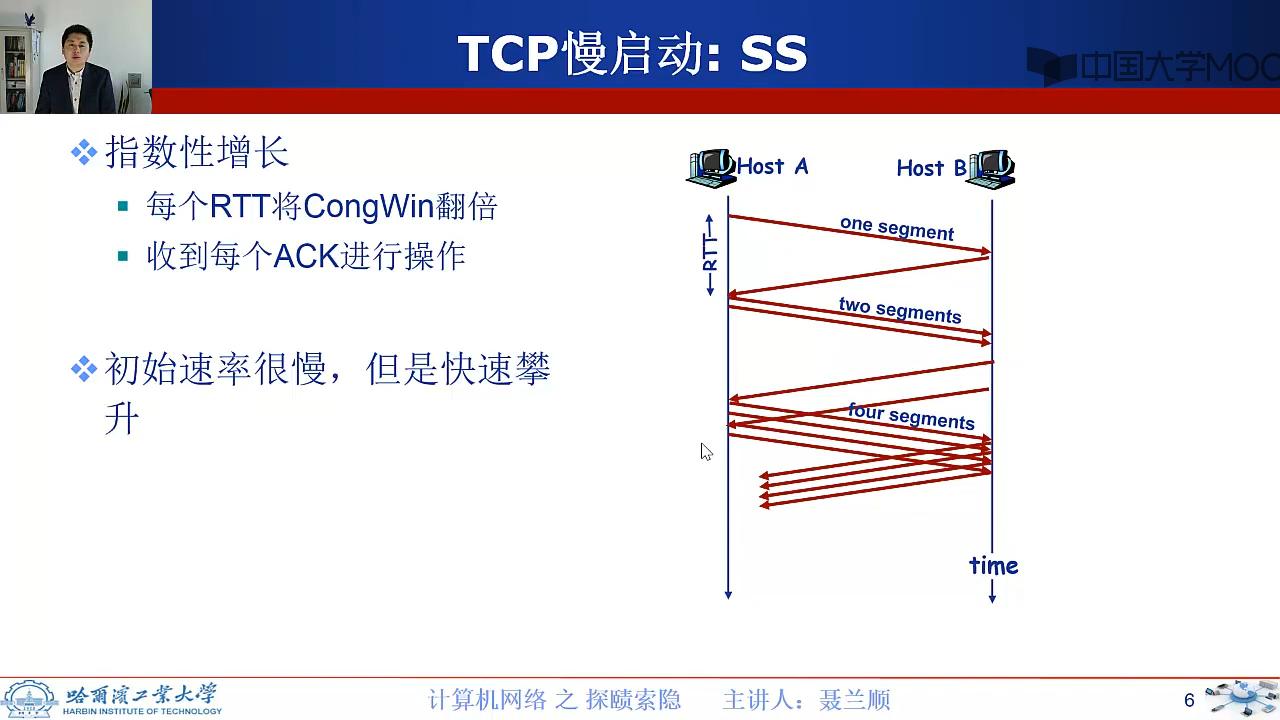 TCP慢启动: SS
中国大学MOC
指数性增长
每个RTT将CongWin翻倍
收到每个ACK进行操作
初始速率很慢，但是快速攀
升
Host A
Host B
RTT
one segment
two segments
four segments
time
哈尔滨工业大学
HARBIN INSTITUTE OF TECHNOLOGY
计算机网络 之 探赜索隐
主讲人：聂兰顺
6